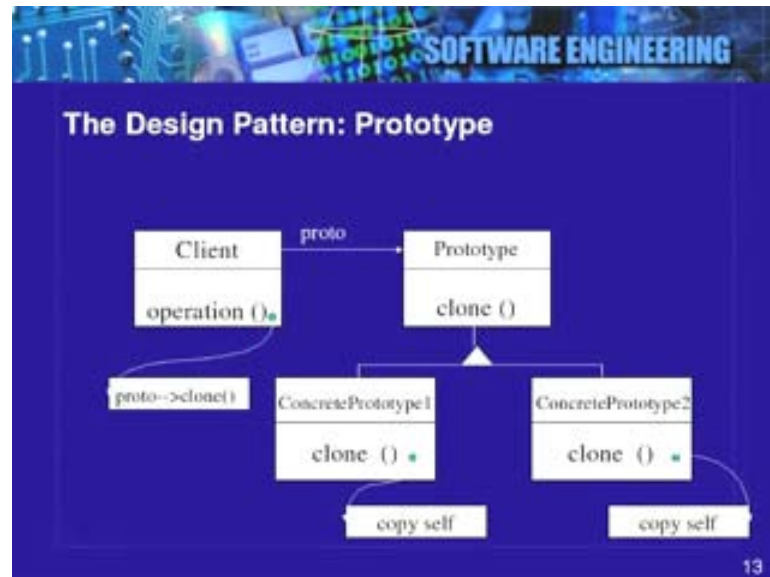 SOFTWARE ENGINEERING
The Design Pattern: Prototype
proto
Client
Prototype
operation ()
clone ()
proto-->clone()
ConcretePrototype1
ConcretePrototype2
clone ()
clone ()
copy self
copy self
13